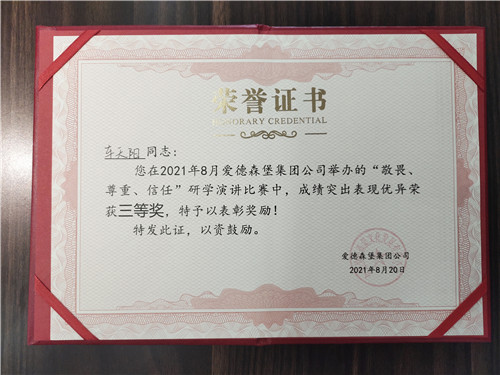 荣誉证书
HONORARY CREDENTIAL
车天阳同志：
您在2021年8月爱德森堡集团公司举办的“敬畏、
尊重、信任”研学演讲比赛中，成绩突出表现优异荣
获三等奖，特予以表彰奖励！
特发此证，以资鼓励。
爱德森堡集团公司
2021年8月20日